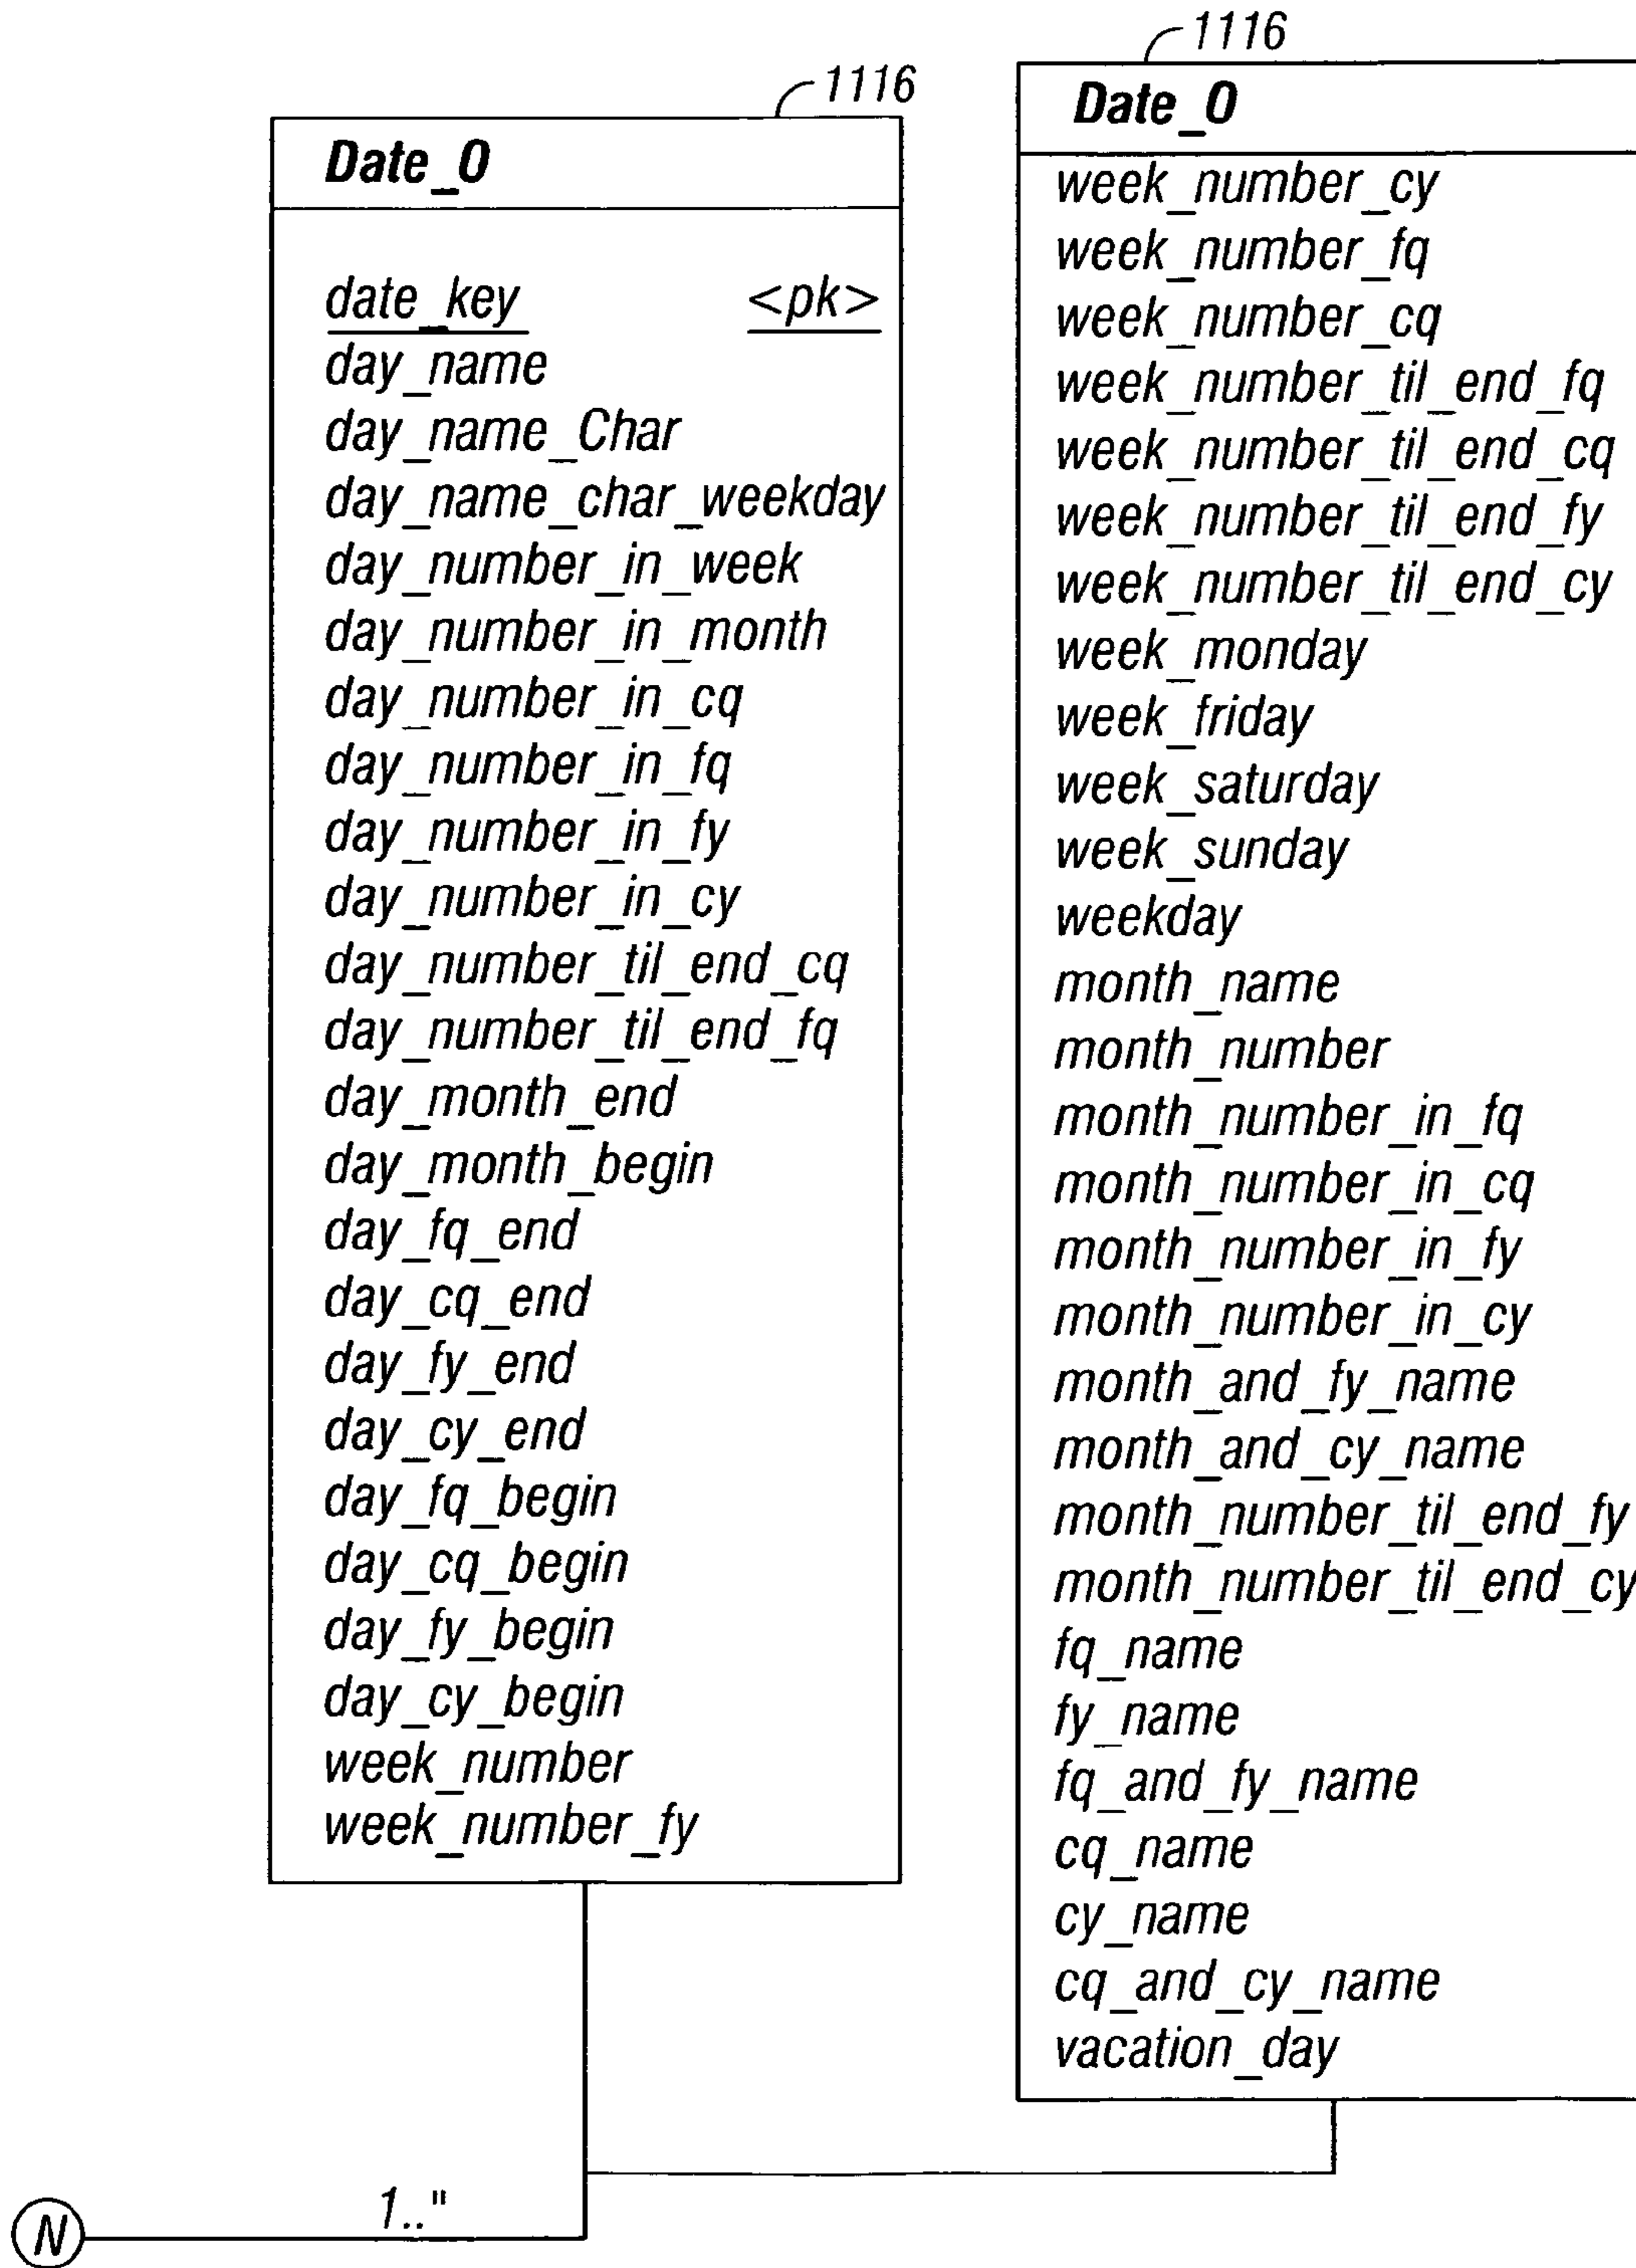 1116
Date_0
date_key <pk>
day_name
day_name_Char
day_name_char_weekday
day_number_in_week
day_number_in_month
day_number_in_cq
day_number_in_fq
day_number_in_fy
day_number_in_cy
day_number_til_end_cq
day_number_til_end_fq
day_month_end
day_month_begin
day_fq_end
day_cq_end
day_fy_end
day_cy_end
day_fq_begin
day_cq_begin
day_fy_begin
day_cy_begin
week_number
week_number_fy
1116
Date_0
week_number_cy
week_number_fq
week_number_cq
week_number_til_end_fq
week_number_til_end_cq
week_number_til_end_fy
week_number_til_end_cy
week_monday
week_friday
week_saturday
week_sunday
weekday
month_name
month_number
month_number_in_fq
month_number_in_cq
month_number_in_fy
month_number_in_cy
month_and_fy_name
month_and_cy_name
month_number_til_end_fy
month_number_til_end_cy
fq_name
fy_name
fq_and_fy_name
cq_name
cy_name
cq_and_cy_name
vacation_day
N 1.."